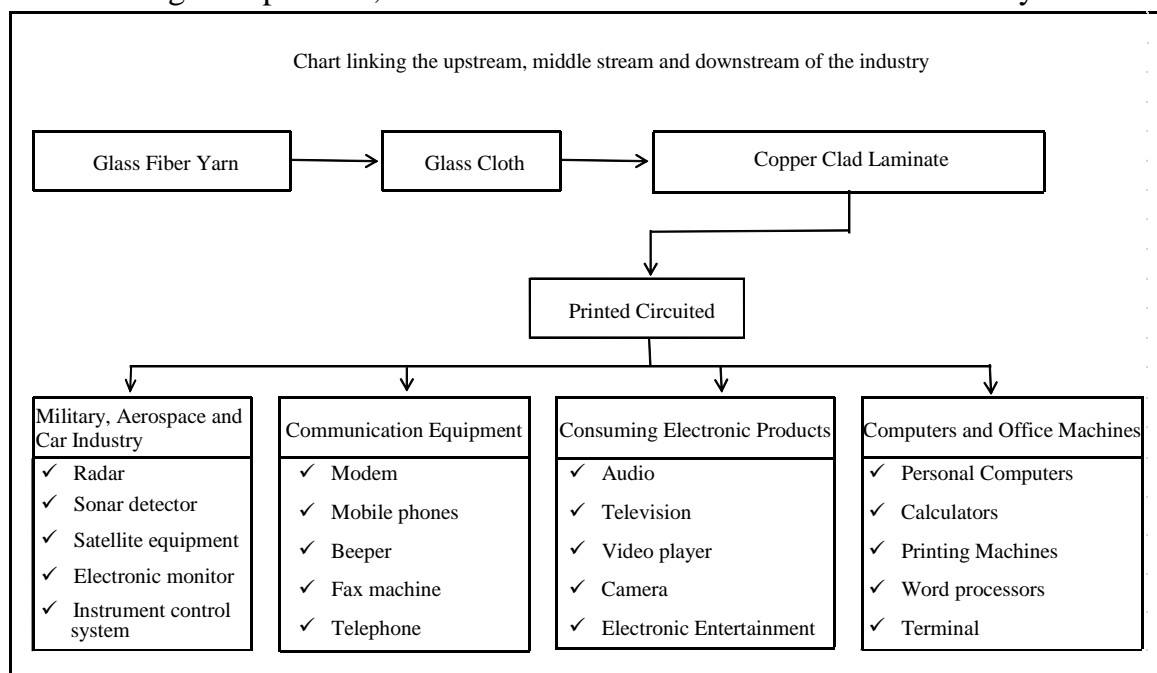 Chart linking the upstream, middle stream and downstream of the industry
Glass Fiber Yarn
Glass Cloth
Copper Clad Laminate
Printed Circuited
Military, Aerospace and
Car Industry
✓ Radar
✓ Sonar detector
✓ Satellite equipment
✓ Electronic monitor
✓ Instrument control
system
Communication Equipment
✓ Modem
✓ Mobile phones
✓ Beeper
✓ Fax machine
✓ Telephone
Consuming Electronic Products
✓ Audio
✓ Television
✓ Video player
✓ Camera
✓ Electronic Entertainment
Computers and Office Machines
✓ Personal Computers
✓ Calculators
✓ Printing Machines
✓ Word processors
✓ Terminal